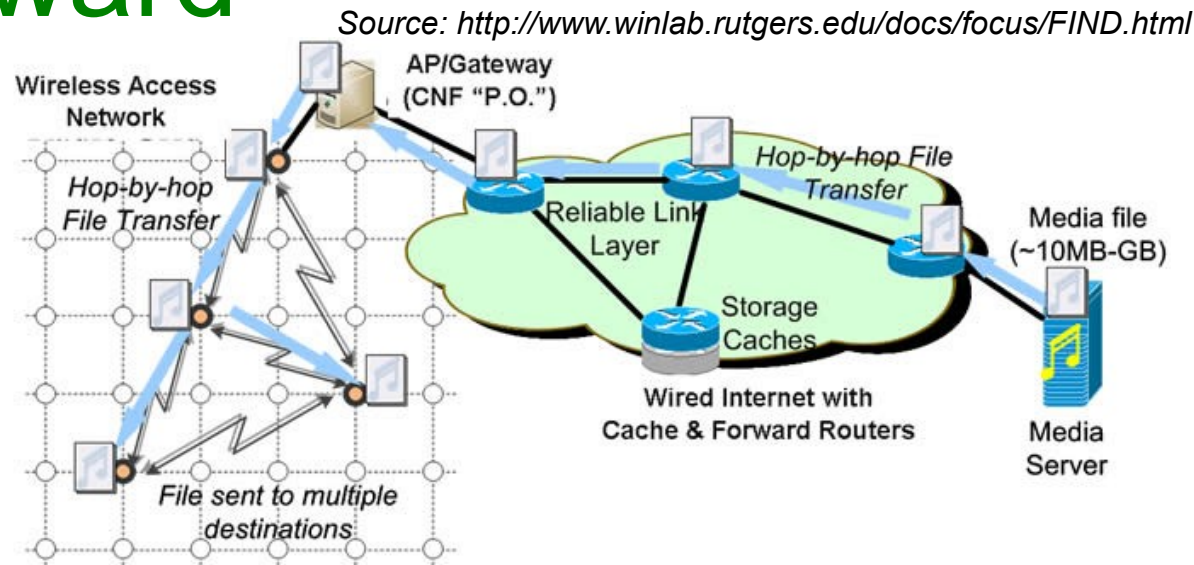 Source: http://www.winlab.rutgers.edu/docs/focus/FIND.html
Wireless Access
Network
AP/Gateway
(CNF “P.O.”)
Hop-by-hop
File Transfer
Hop-by-hop File
Transfer
Reliable Link
Layer
Media file
(~10MB-GB)
Storage
Caches
Wired Internet with
Cache & Forward Routers
Media
Server
File sent to multiple
destinations